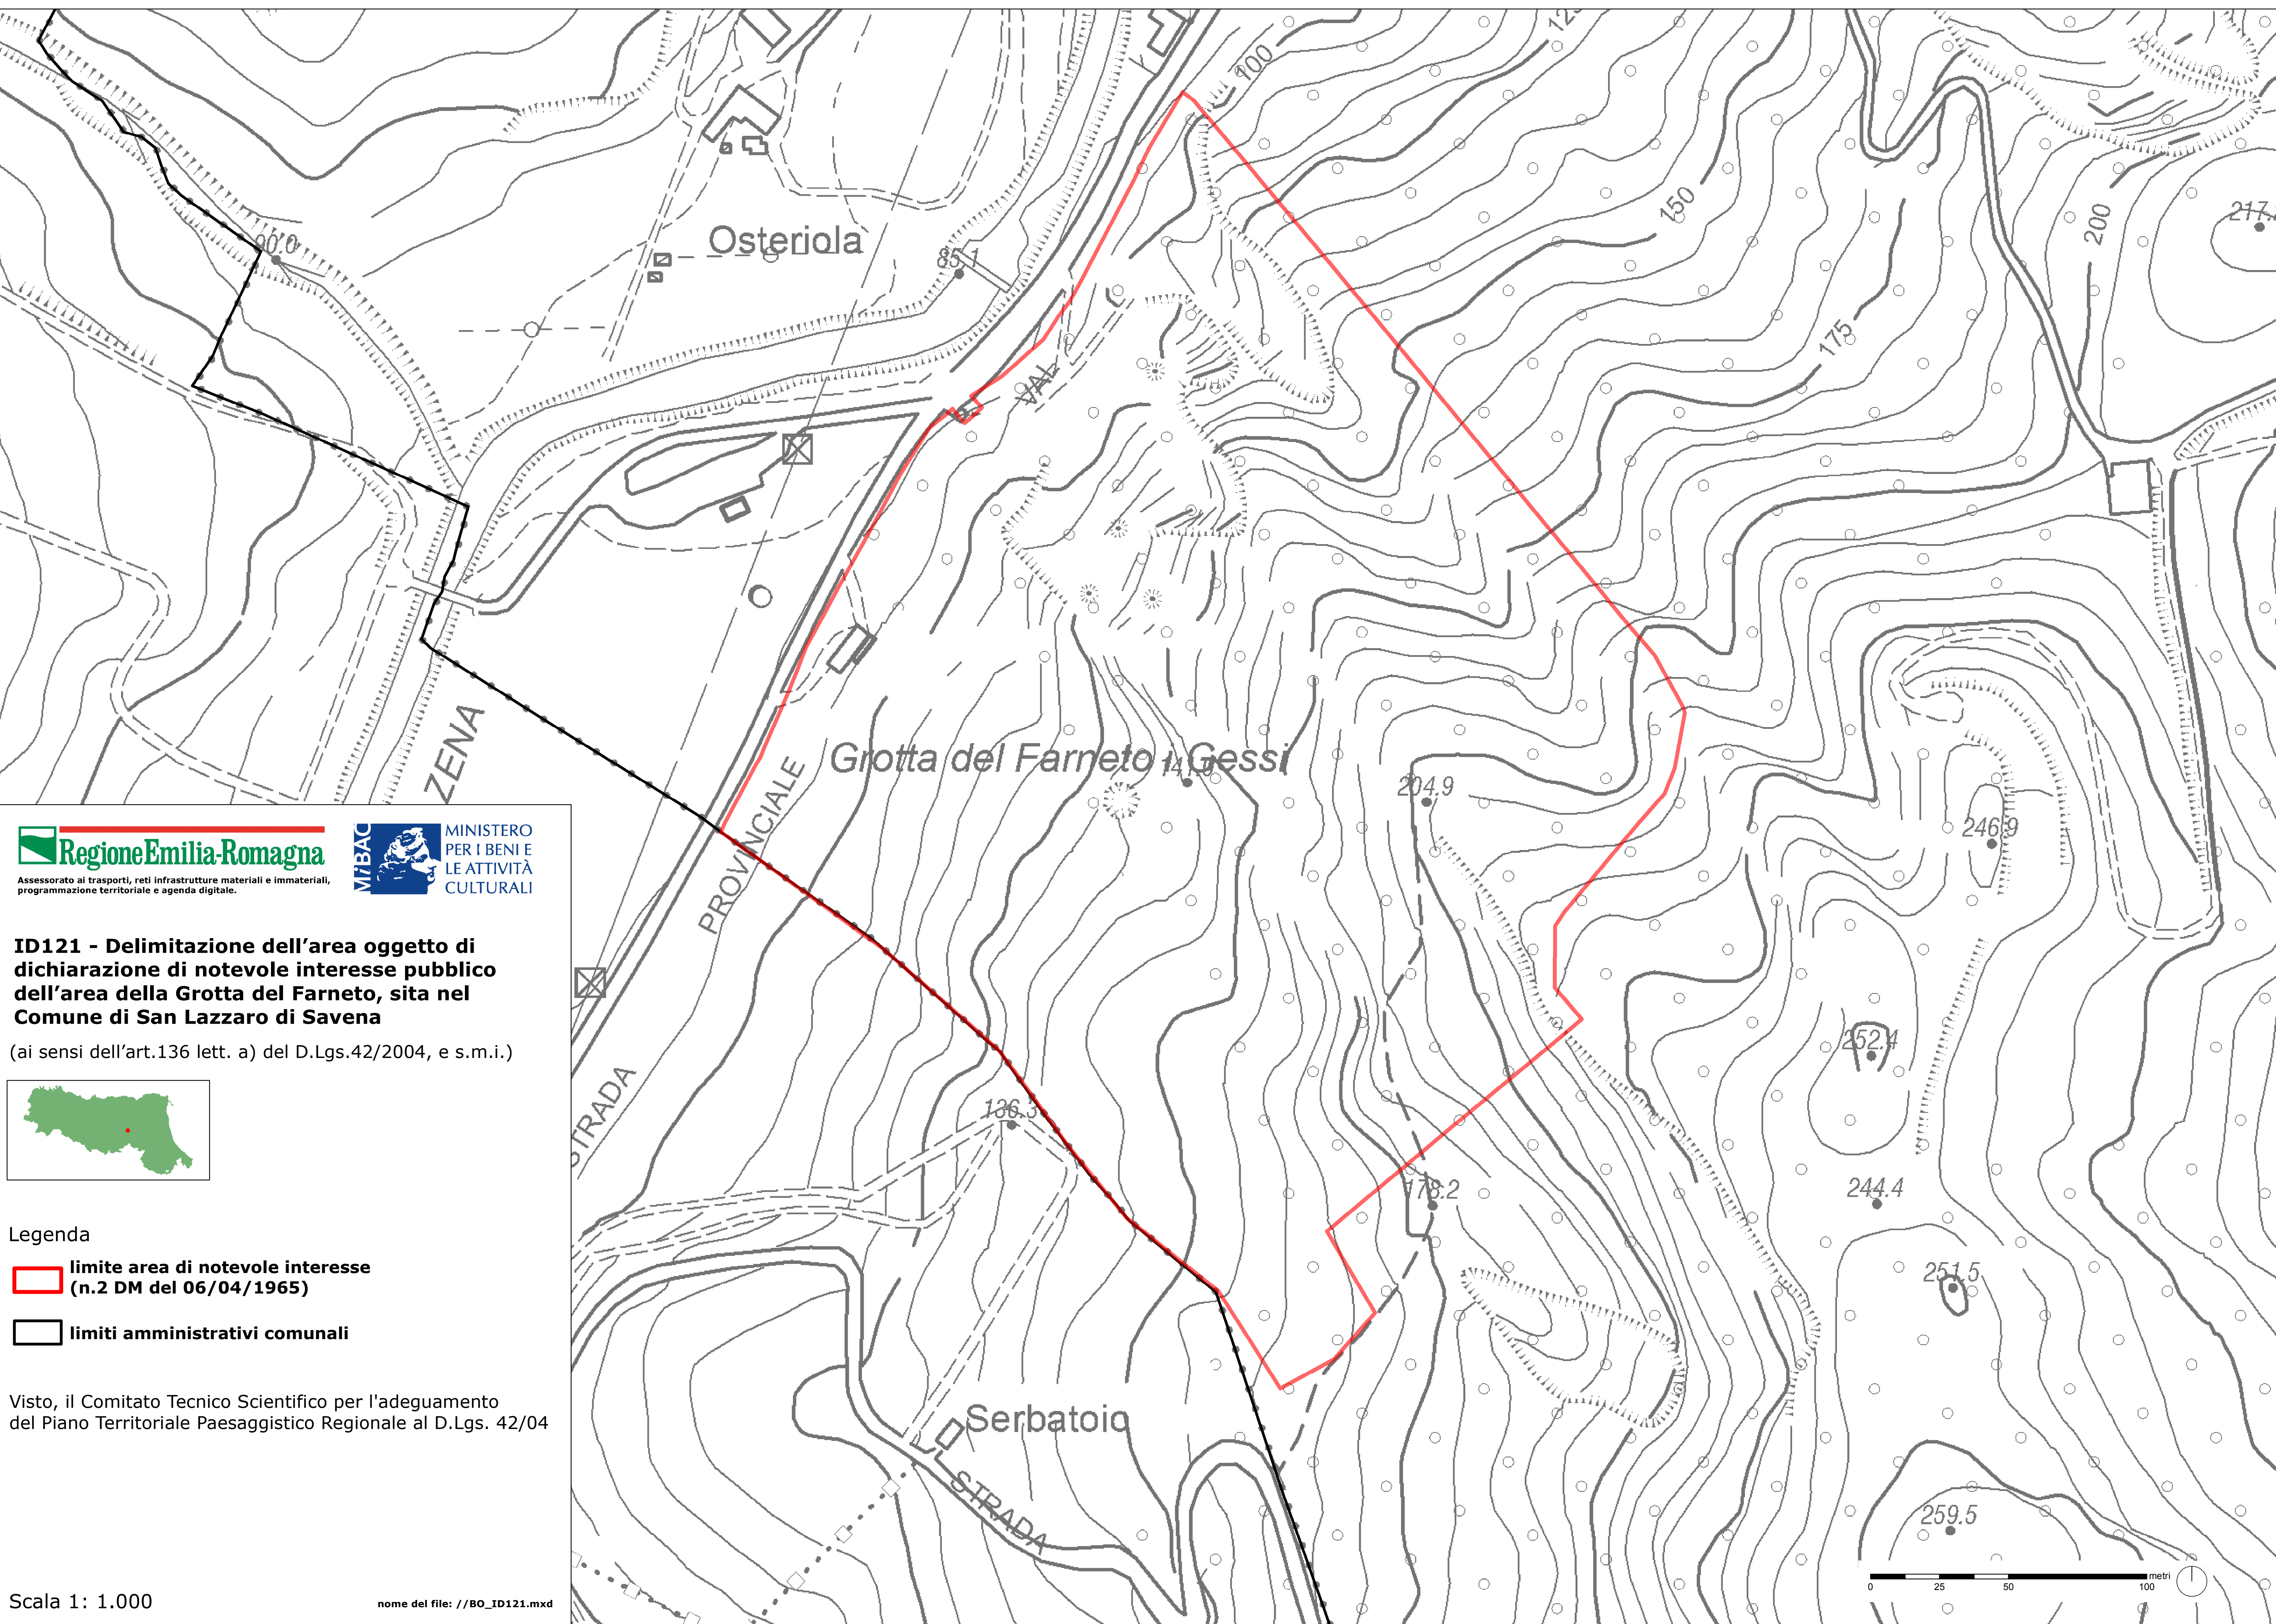 100
150
175
200
90.0
Osteriola
85.1
VAL
ZENA
PROVINCIALE
Grotta del Farneto i Gessi
204.9
246.9
252.4
136.3
STRADA
178.2
244.4
251.5
Serbatoio
STRADA
259.5
RegioneEmilia-Romagna
Assessorato ai trasporti, reti infrastrutture materiali e immateriali,
programmazione territoriale e agenda digitale.
MiBAC
MINISTERO
PER I BENI E
LE ATTIVITÀ
CULTURALI
ID121 - Delimitazione dell’area oggetto di
dichiarazione di notevole interesse pubblico
dell’area della Grotta del Farneto, sita nel
Comune di San Lazzaro di Savena
(ai sensi dell’art.136 lett. a) del D.Lgs.42/2004, e s.m.i.)
Legenda
limite area di notevole interesse
(n.2 DM del 06/04/1965)
limiti amministrativi comunali
Visto, il Comitato Tecnico Scientifico per l'adeguamento
del Piano Territoriale Paesaggistico Regionale al D.Lgs. 42/04
Scala 1: 1.000
nome del file: //BO_ID121.mxd
metri
0 25 50 100